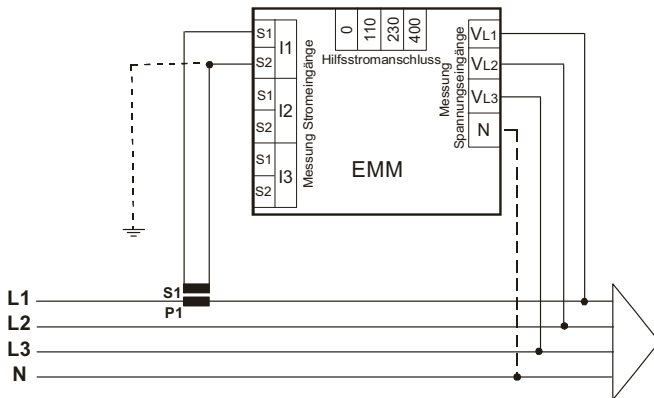 0
110
230
400
Hilfsstromanschluss
S1
S2
I1
S1
S2
I2
S1
S2
I3
Messung Stromeingänge
VL1
VL2
VL3
N
Messung
Spannungseingänge
EMM
S1
P1
L1
L2
L3
N